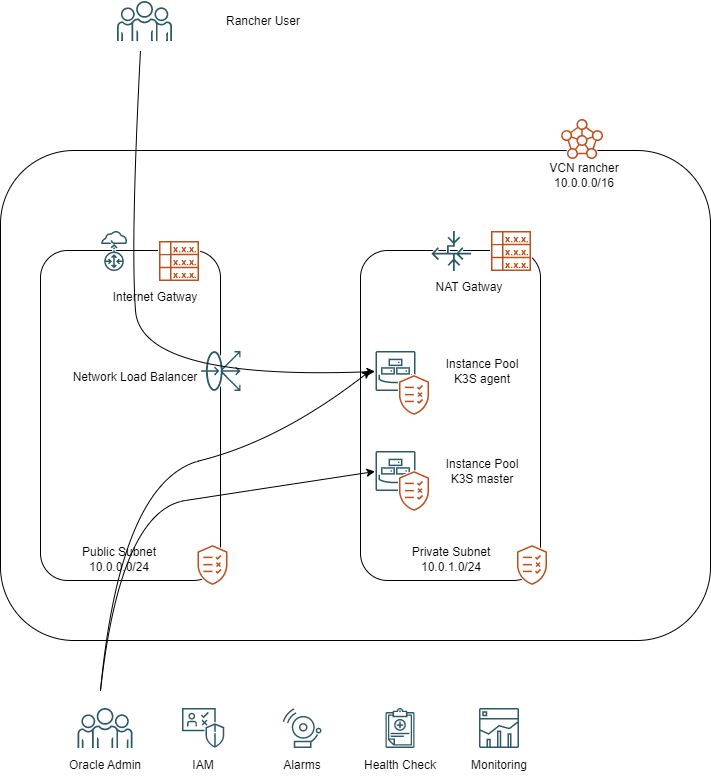 Rancher User
VCN rancher
10.0.0.0/16
x.x.x.
x.x.x.
x.x.x.
Internet Gatway
x.x.x.
x.x.x.
x.x.x.
NAT Gatway
Network Load Balancer
Instance Pool
K3S agent
Instance Pool
K3S master
Public Subnet
10.0.0.0/24
Private Subnet
10.0.1.0/24
Oracle Admin
IAM
Alarms
Health Check
Monitoring